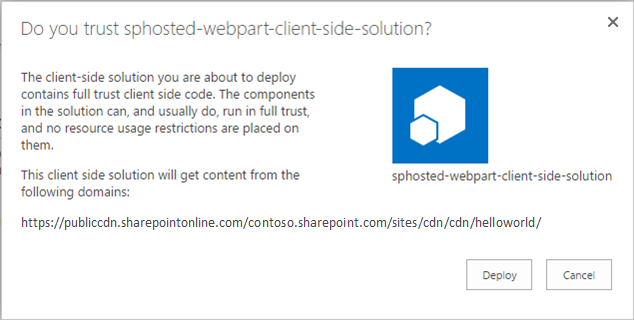 Do you trust sphosted-webpart-client-side-solution?
The client-side solution you are about to deploy
contains full trust client side code. The components
in the solution can, and usually do, run in full trust,
and no resource usage restrictions are placed on
them.
This client side solution will get content from the
following domains:
sphosted-webpart-client-side-solution
https://publiccdn.sharepointonline.com/contoso.sharepoint.com/sites/cdn/cdn/helloworld/
Deploy
Cancel